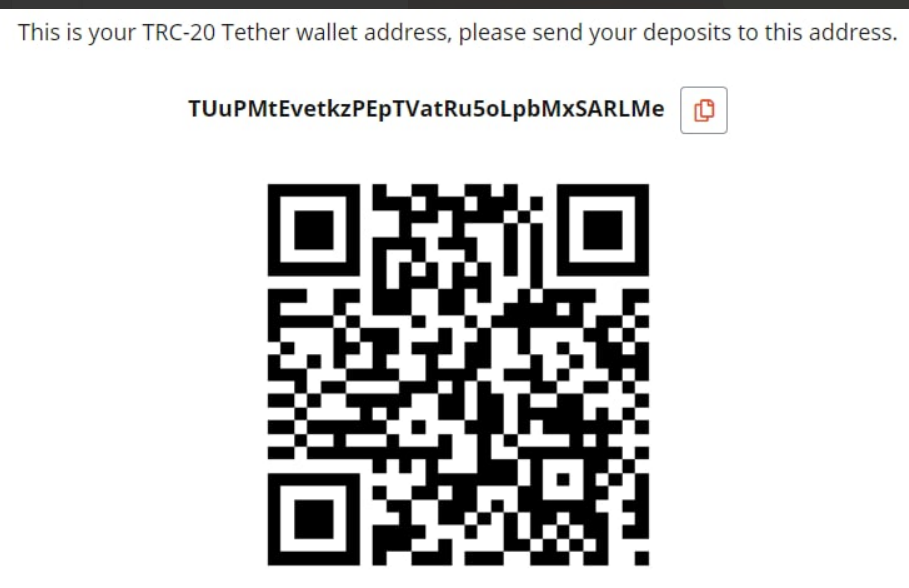 This is your TRC-20 Tether wallet address, please send your deposits to this address.
TUuPMtEvetkzPEpTVatRu5oLpbMxSARLMe